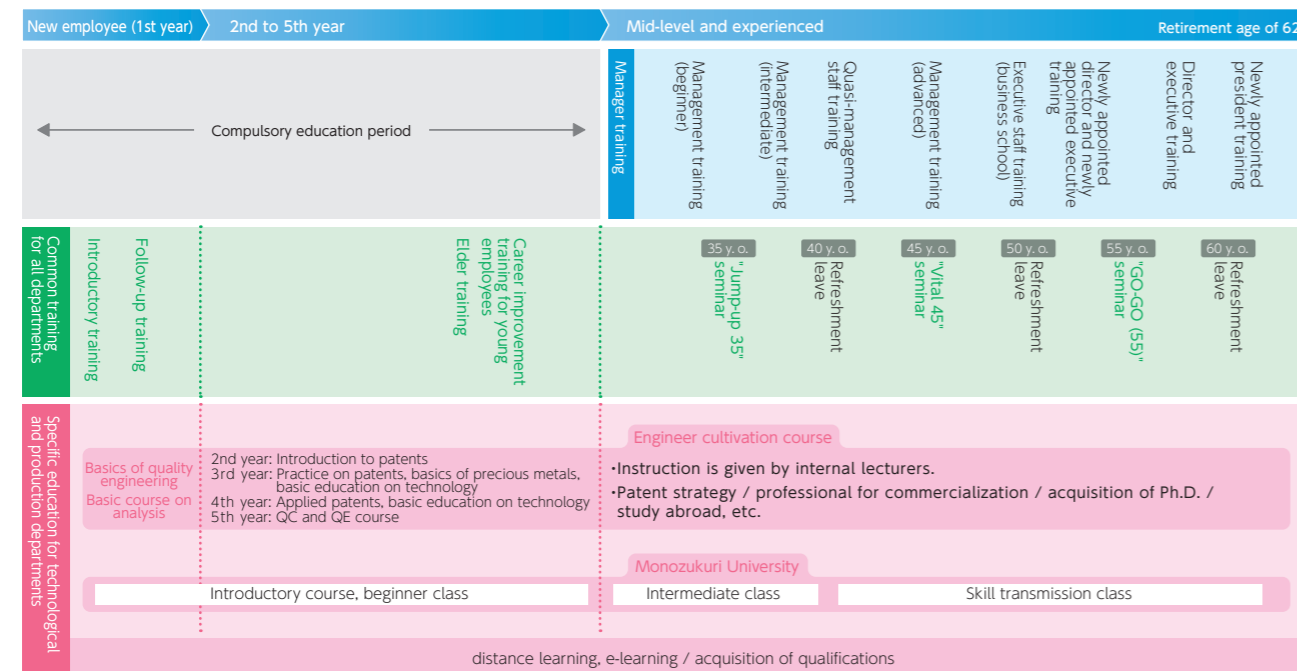 New employee (1st year)
2nd to 5th year
Mid-level and experienced
Retirement age of 62
Compulsory education period
Manager training
Management training
(beginner)
Management training
(intermediate)
Quasi-management
staff training
Management training
(advanced)
Executive staff training
(business school)
Newly appointed
director and newly
appointed executive
training
Director and
executive training
Newly appointed
president training
Common training
for all departments
Introductory training
Follow-up training
Career improvement
training for young
employees
Elder training
35 y. o.
"Jump-up 35"
seminar
40 y. o.
Refreshment
leave
45 y. o.
"Vital 45"
seminar
50 y. o.
Refreshment
leave
55 y. o.
"GO-GO (55)"
seminar
60 y. o.
Refreshment
leave
Specific education for technological
and production departments
Basics of quality
engineering
Basic course on
analysis
2nd year: Introduction to patents
3rd year: Practice on patents, basics of precious metals,
basic education on technology
4th year: Applied patents, basic education on technology
5th year: QC and QE course
Engineer cultivation course
・Instruction is given by internal lecturers.
・Patent strategy / professional for commercialization / acquisition of Ph.D. /
study abroad, etc.
Monozukuri University
Introductory course, beginner class
Intermediate class
Skill transmission class
distance learning, e-learning / acquisition of qualifications